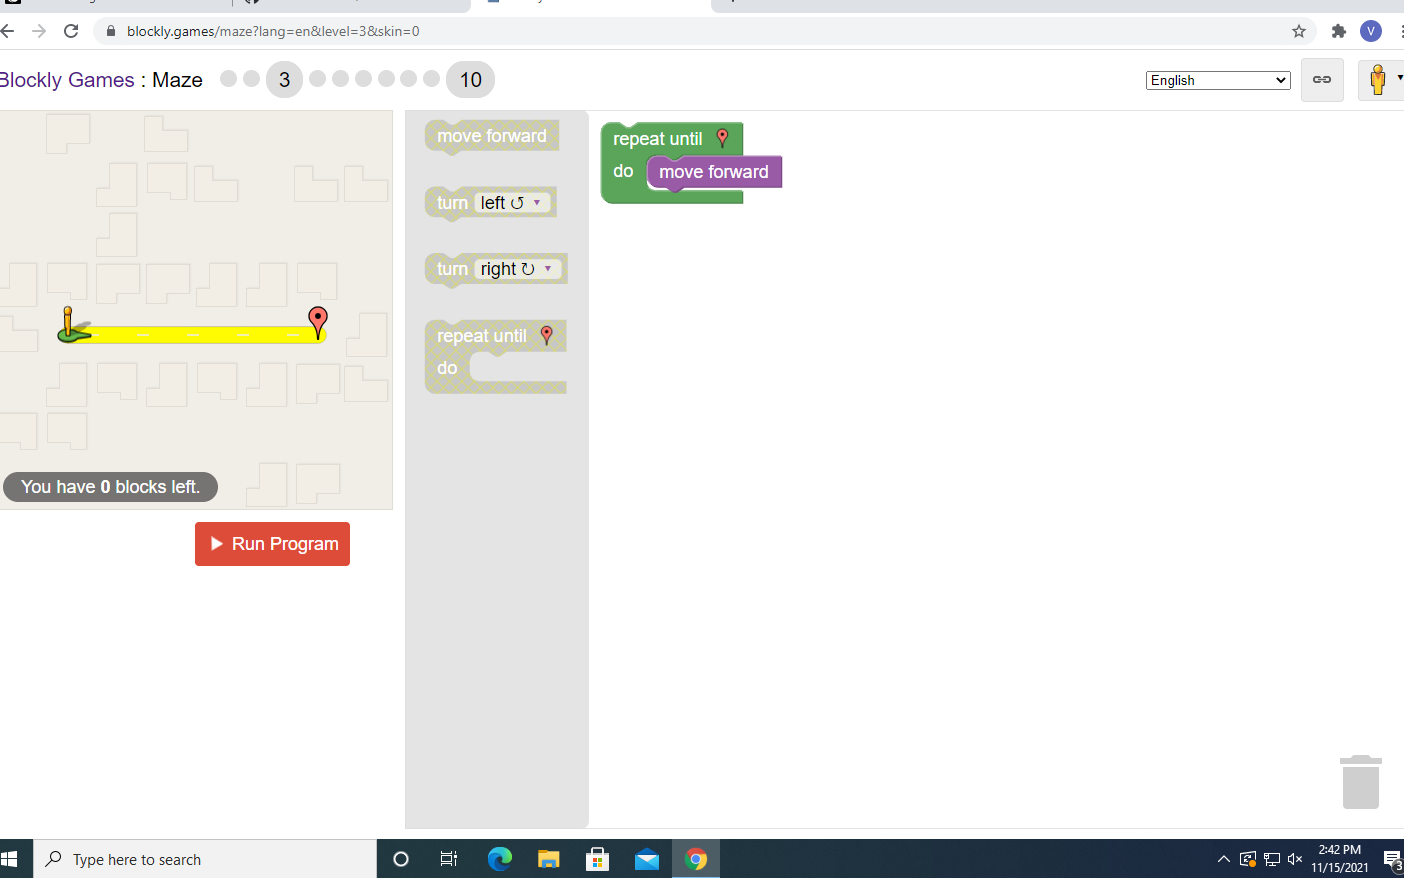 blockly.games/maze?lang=en&level=3&skin=0
V
Blockly Games : Maze
3
10
English
move forward
turn left ↺
turn right ↻
repeat until
do
repeat until
do
move forward
You have 0 blocks left.
Run Program
Type here to search
2:42 PM
11/15/2021
3